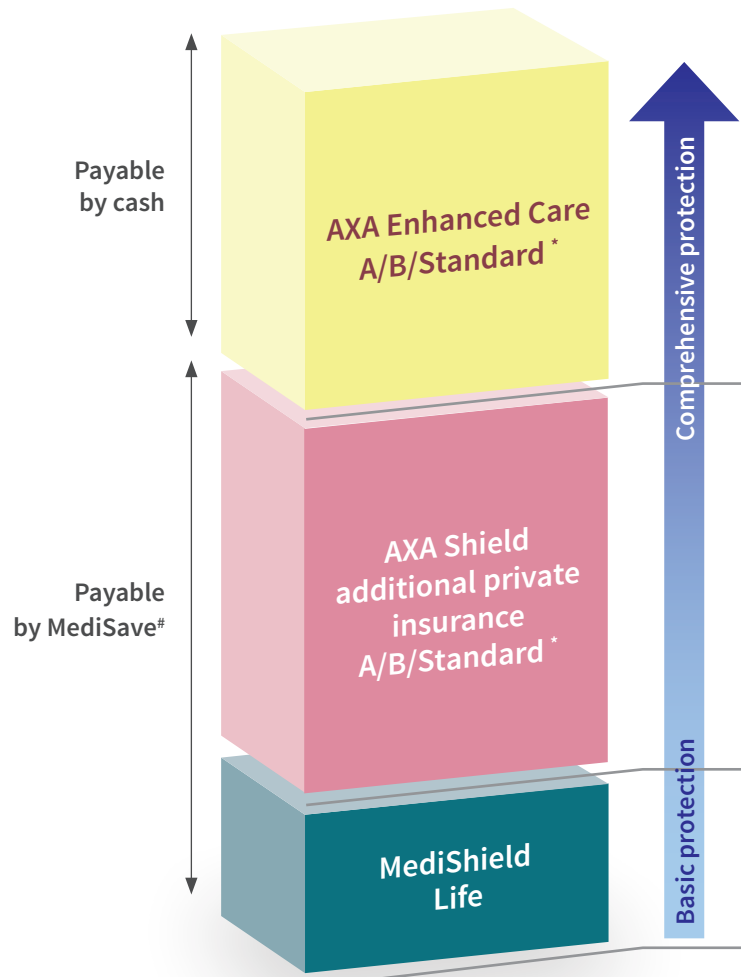 Payable
by cash
AXA Enhanced Care
A/B/Standard *
Comprehensive protection
Payable
by MediSave#
AXA Shield
additional private
insurance
A/B/Standard *
MediShield
Life
Basic protection